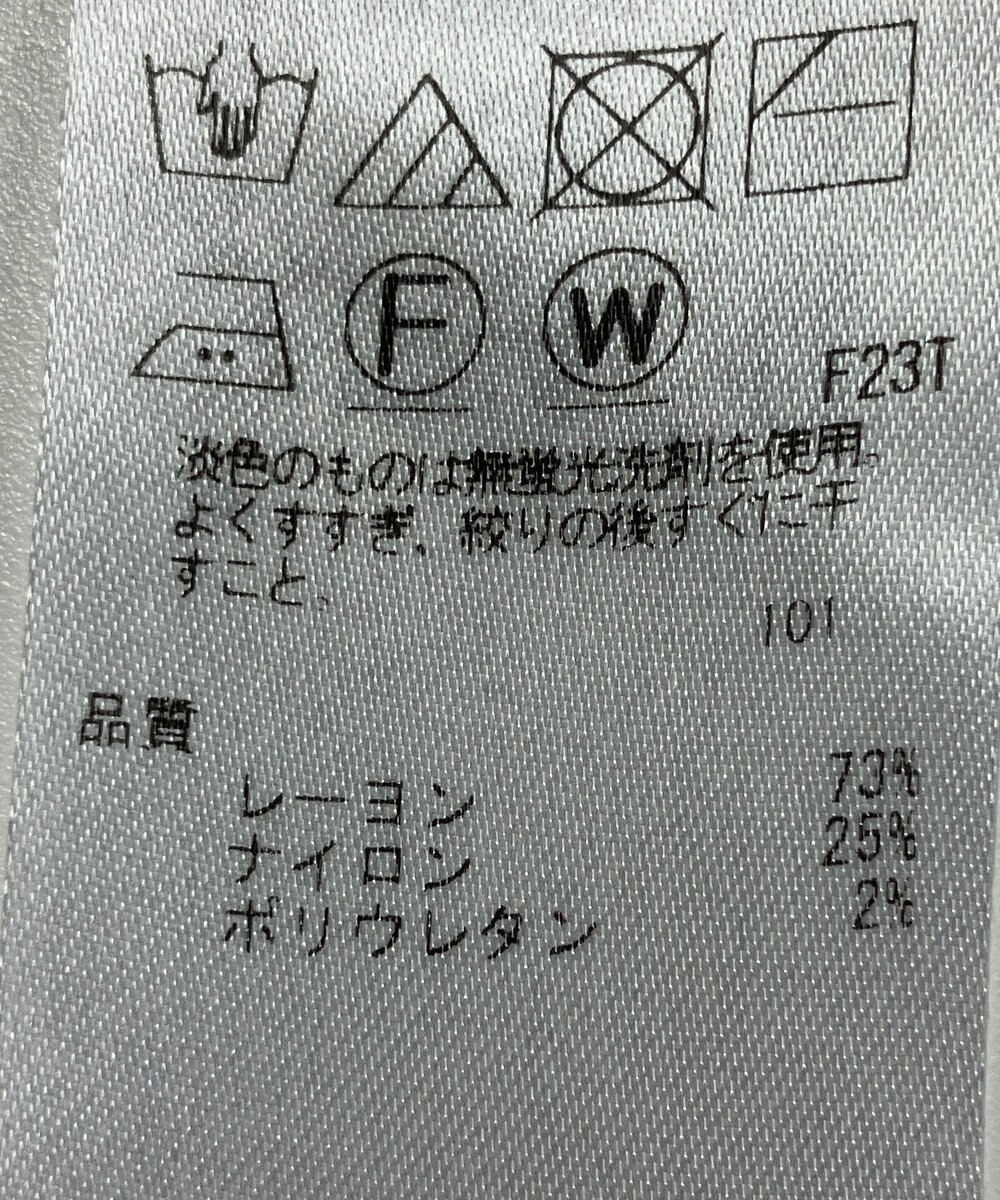 F W
F23T
淡色のものは無蛍光洗剤を使用。
よくすすぎ、絞りの後すぐに干
すこと。
101
品質
レーヨン 73%
ナイロン 25%
ポリウレタン 2%